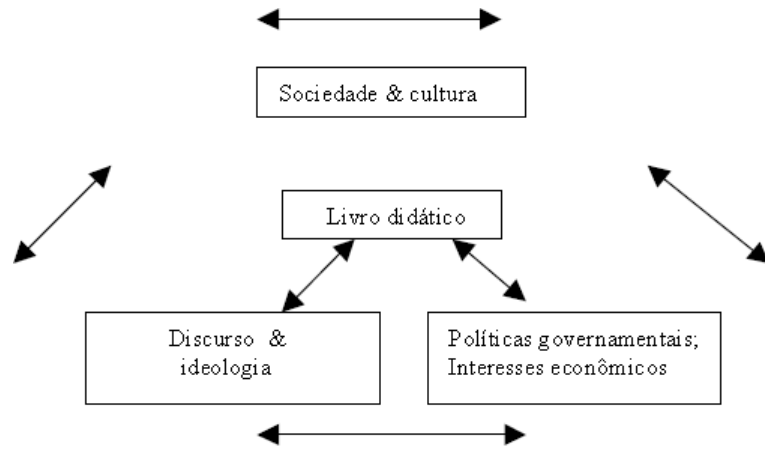 Sociedade & cultura
Livro didático
Discurso &
ideologia
Políticas governamentais;
Interesses econômicos